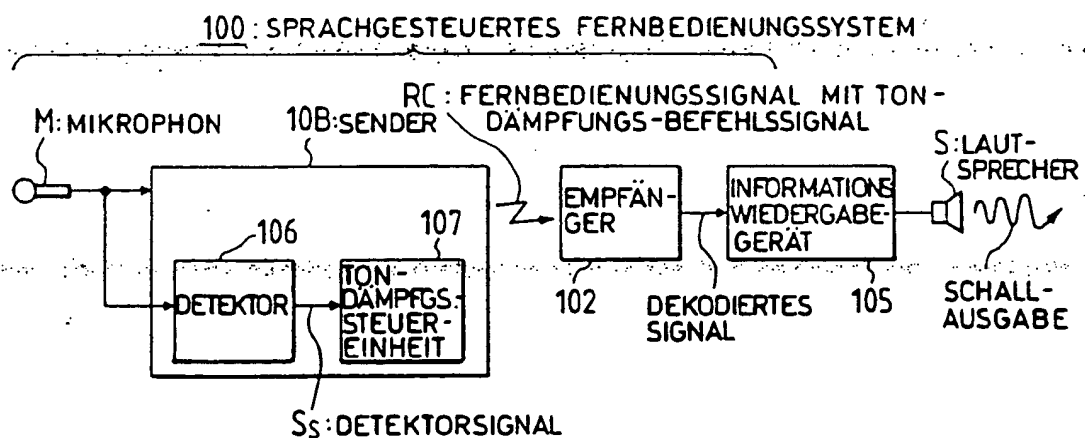 100: SPRACHGESTEUERTES FERNBEDIENUNGSSYSTEM
M: MIKROPHON
10B: SENDER
RC: FERNBEDIENUNGSSIGNAL MIT TON-
DÄMPFUNGS-BEFEHLSSIGNAL
S: LAUT-
SPRECHER
EMPFÄN-
GER
INFORMATIONS
WIEDERGABE-
GERÄT
106
107
DETEKTOR
TON-
DÄMPFGS.-
STEUER-
EINHEIT
102
DEKODIERTES
SIGNAL
105
SCHALL-
AUSGABE
SS: DETEKTORSIGNAL